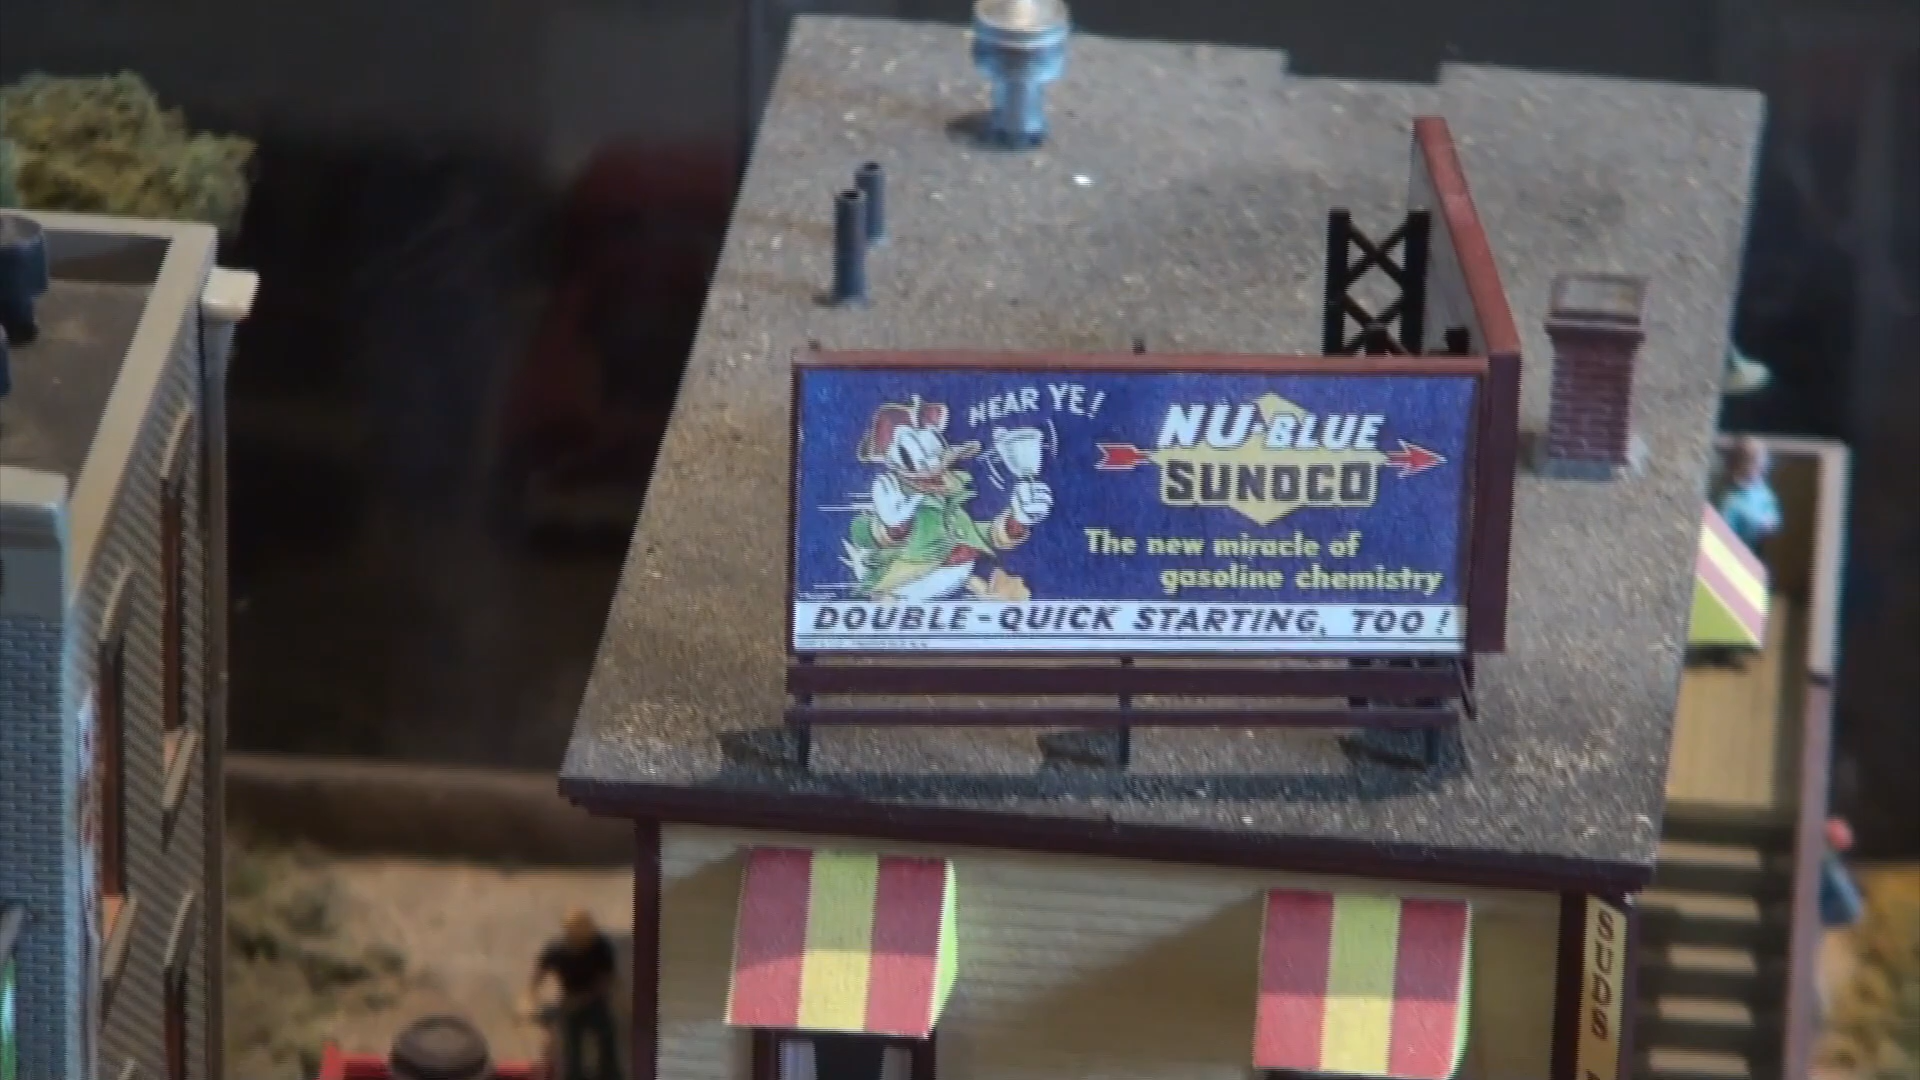 HEAR YE!
NU-BLUE
SUNOCO
The new miracle of
gasoline chemistry
DOUBLE-QUICK STARTING, TOO!
SUDS